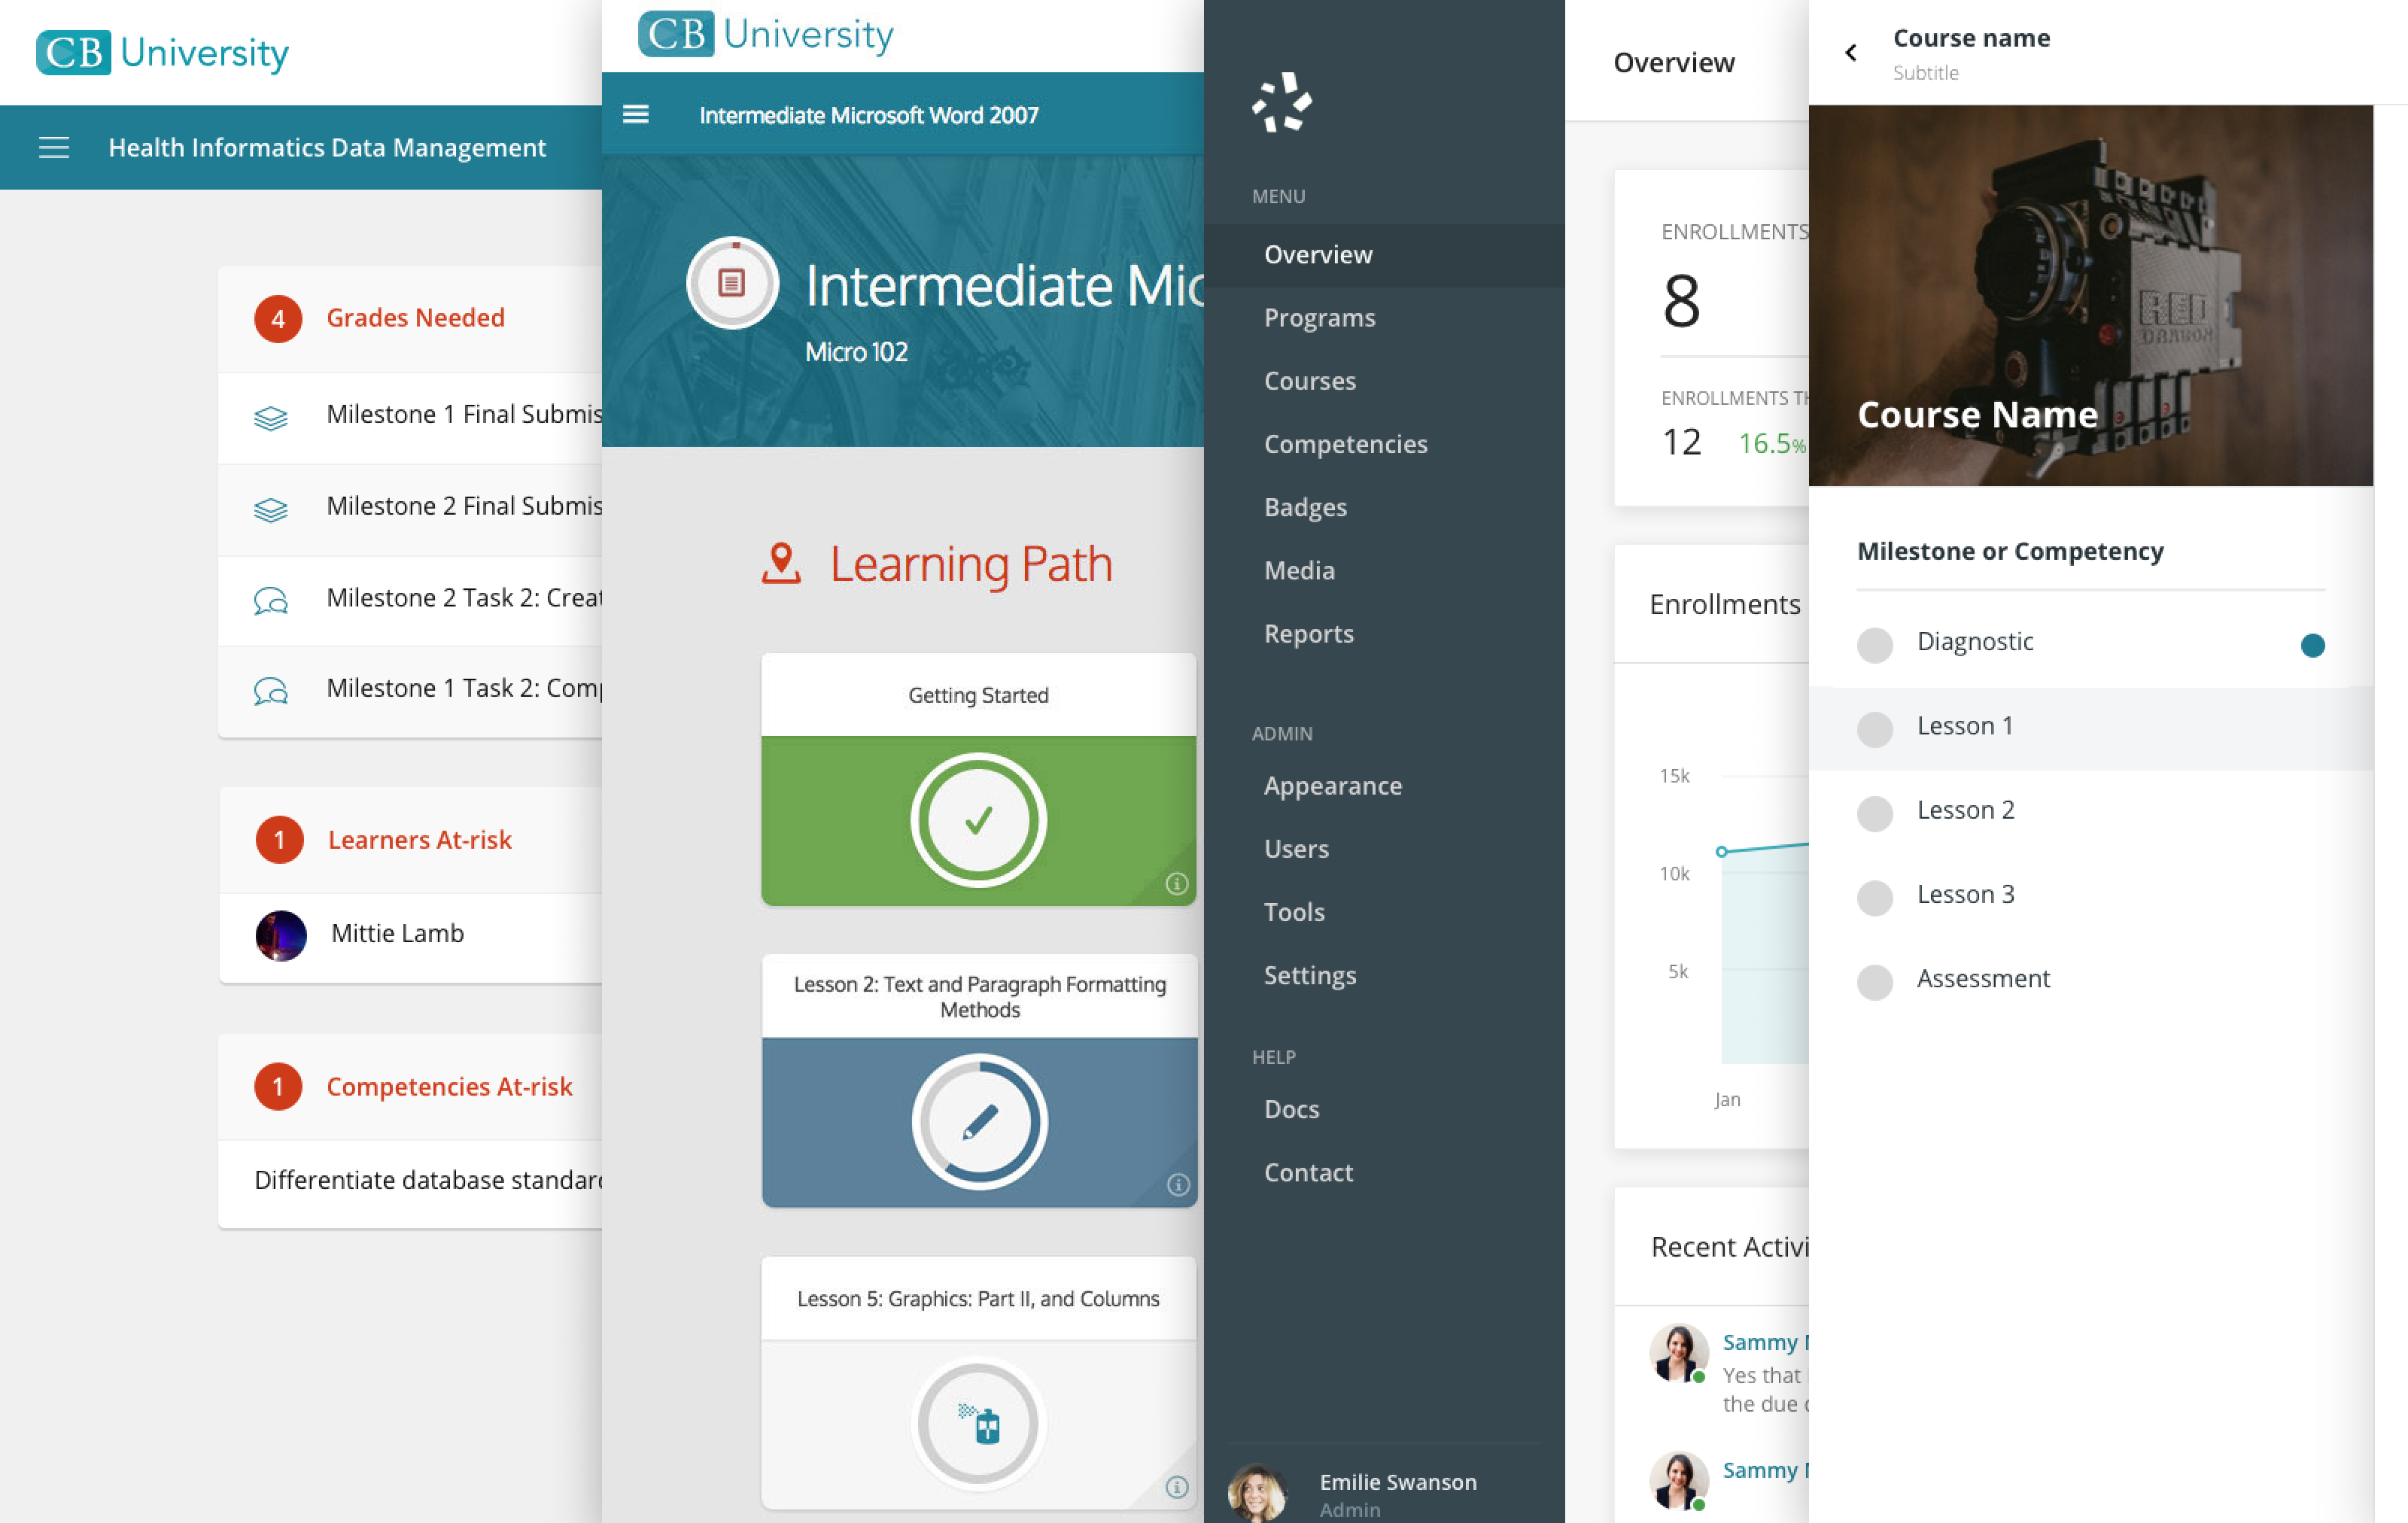 CB University
Health Informatics Data Management
4 Grades Needed
Milestone 1 Final Submis
Milestone 2 Final Submis
Milestone 2 Task 2: Creat
Milestone 1 Task 2: Comp
1 Learners At-risk
Mittie Lamb
1 Competencies At-risk
Differentiate database standard
CB University
Intermediate Microsoft Word 2007
Intermediate Mic
Micro 102
Learning Path
Getting Started
Lesson 2: Text and Paragraph Formatting
Methods
Lesson 5: Graphics: Part II, and Columns
MENU
Overview
Programs
Courses
Competencies
Badges
Media
Reports
ADMIN
Appearance
Users
Tools
Settings
HELP
Docs
Contact
Emilie Swanson
Admin
Overview
ENROLLMENTS
8
ENROLLMENTS TH
12 16.5%
Enrollments
15k
10k
5k
Jan
Recent Activi
Sammy
Yes that
the due
Sammy
Course name
Subtitle
RED
DRAGON
Course Name
Milestone or Competency
Diagnostic
Lesson 1
Lesson 2
Lesson 3
Assessment